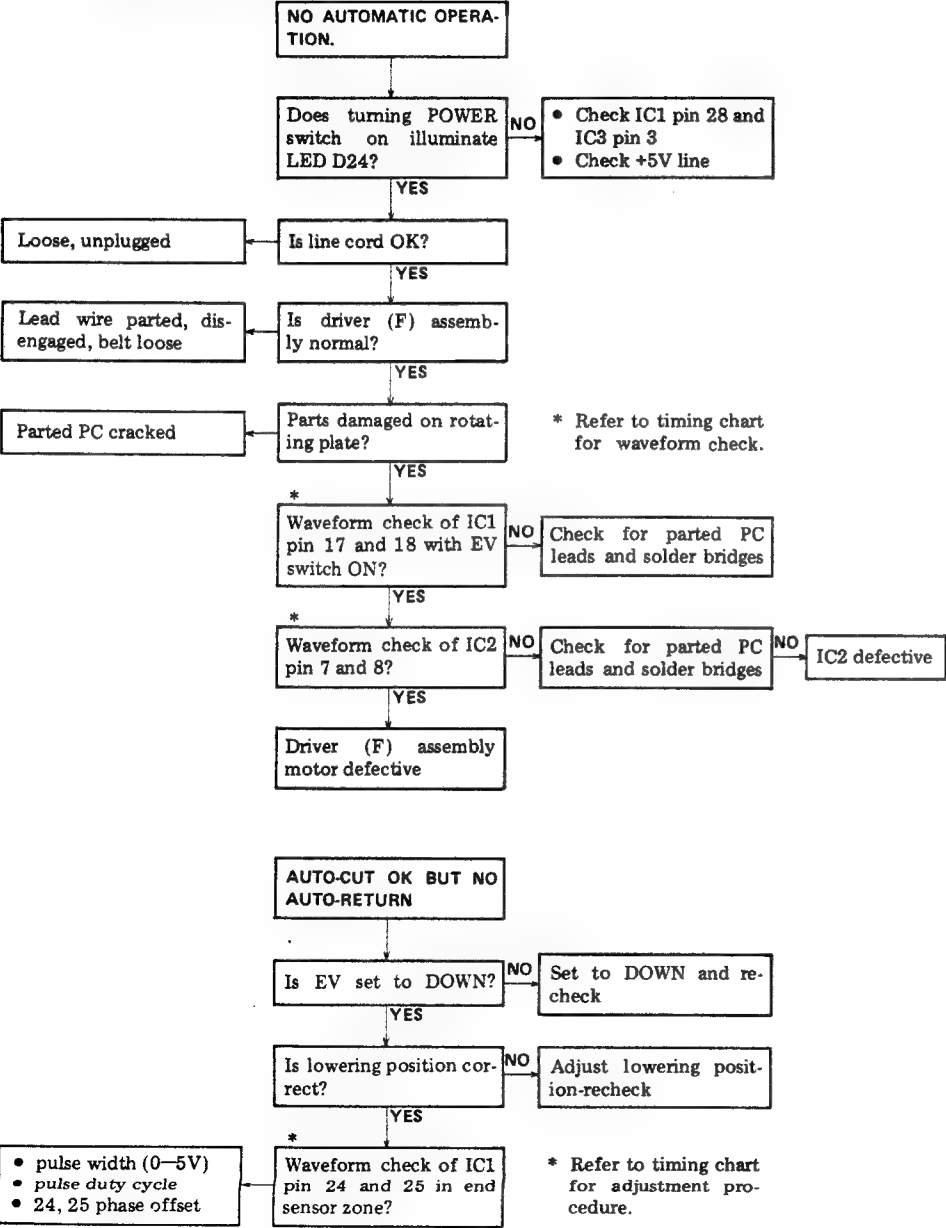 NO AUTOMATIC OPERA-
TION.
Does turning POWER
switch on illuminate
LED D24?
NO
• Check IC1 pin 28 and
IC3 pin 3
• Check +5V line
YES
Loose, unplugged
Is line cord OK?
YES
Lead wire parted, dis-
engaged, belt loose
Is driver (F) assemb-
ly normal?
YES
Parted PC cracked
Parts damaged on rotat-
ing plate?
* Refer to timing chart
for waveform check.
YES
*
Waveform check of IC1
pin 17 and 18 with EV
switch ON?
NO
Check for parted PC
leads and solder bridges
YES
*
Waveform check of IC2
pin 7 and 8?
NO
Check for parted PC
leads and solder bridges
NO
IC2 defective
YES
Driver (F) assembly
motor defective
AUTO-CUT OK BUT NO
AUTO-RETURN
Is EV set to DOWN?
NO
Set to DOWN and re-
check
YES
Is lowering position cor-
rect?
NO
Adjust lowering posit-
ion-recheck
YES
*
• pulse width (0—5V)
• pulse duty cycle
• 24, 25 phase offset
Waveform check of IC1
pin 24 and 25 in end
sensor zone?
* Refer to timing chart
for adjustment pro-
cedure.